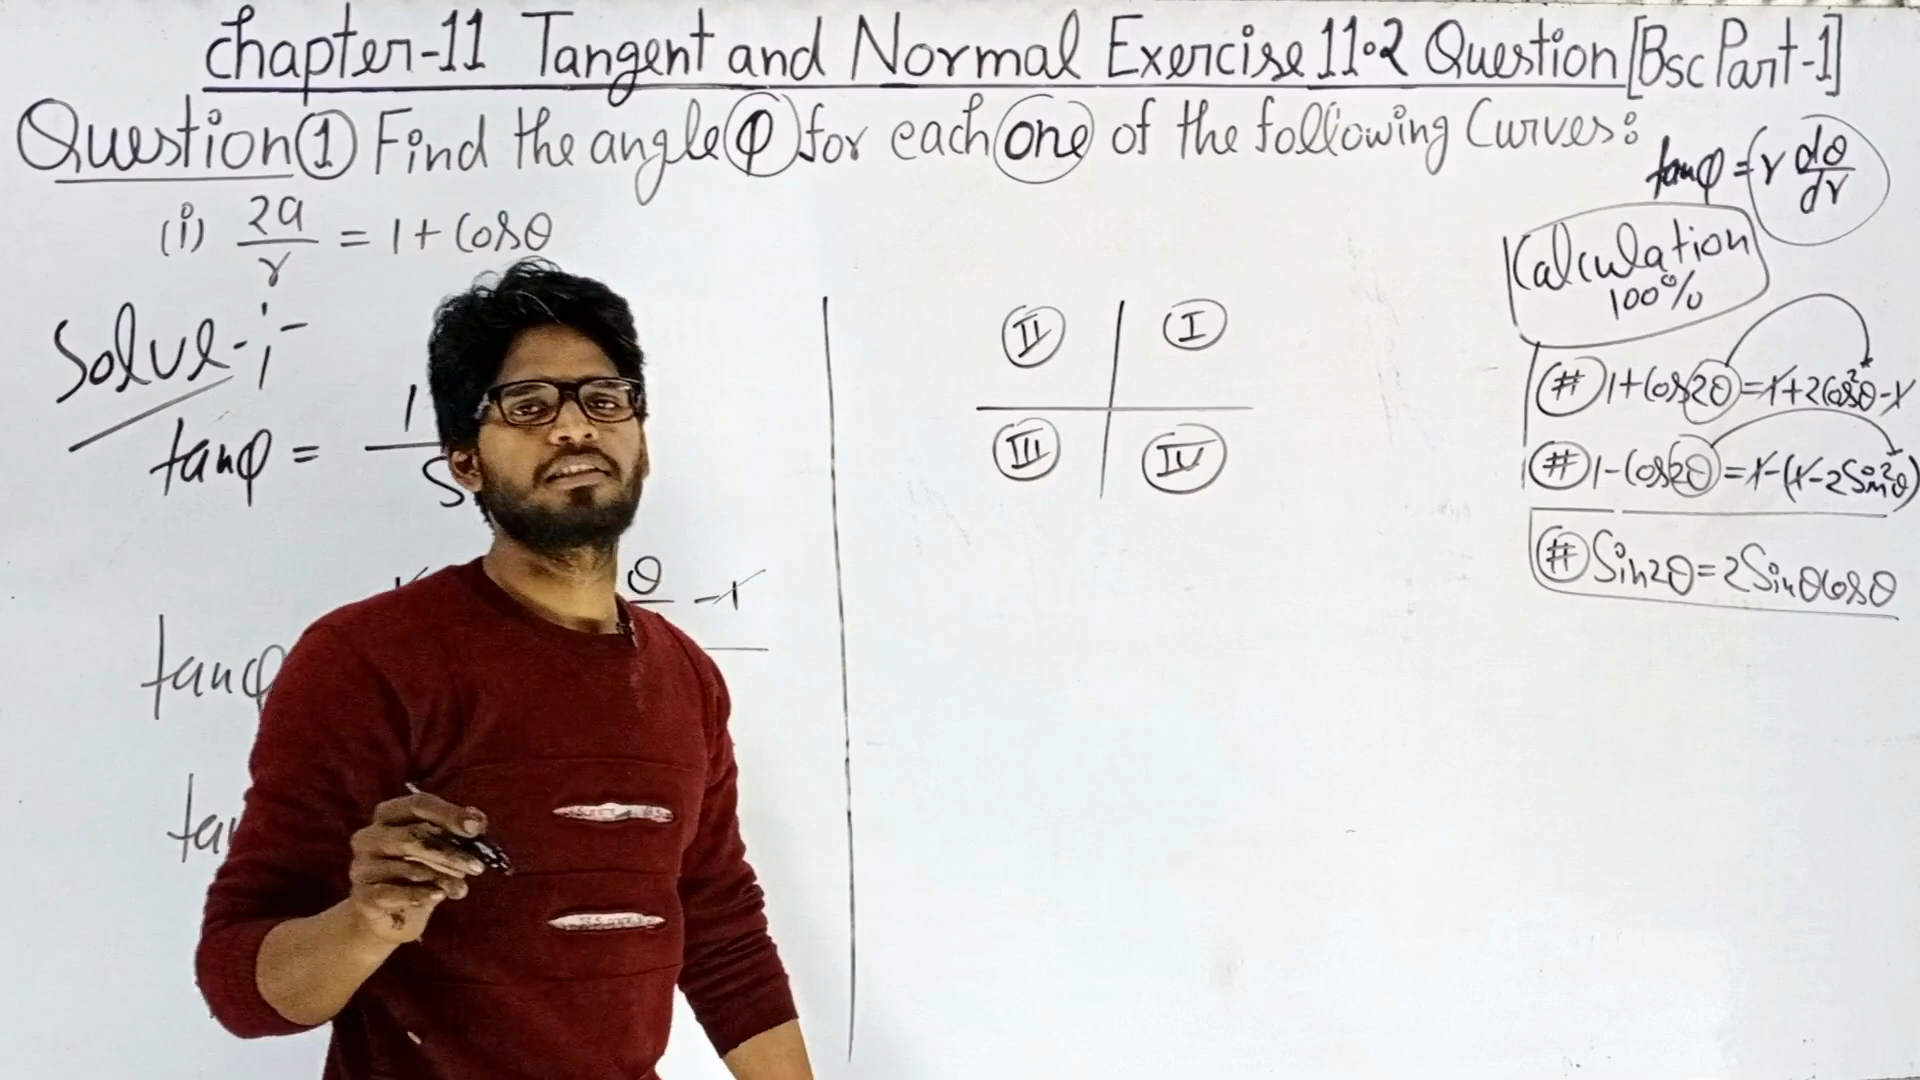 Chapter-11 Tangent and Normal Exercise 11.2 Question [Bsc Part-1]
Question ① Find the angle φ for each one of the following Curves:
tanφ = r dθ/dr
(i) 2a/r = 1 + Cosθ
Calculation 100%
Solve:-
tanφ =
II I
III IV
# 1+Cos2θ = 1+2Cos²θ-1
# 1-Cos2θ = 1-(1-2Sin²θ)
# Sin2θ = 2SinθCosθ
θ -1
tanφ